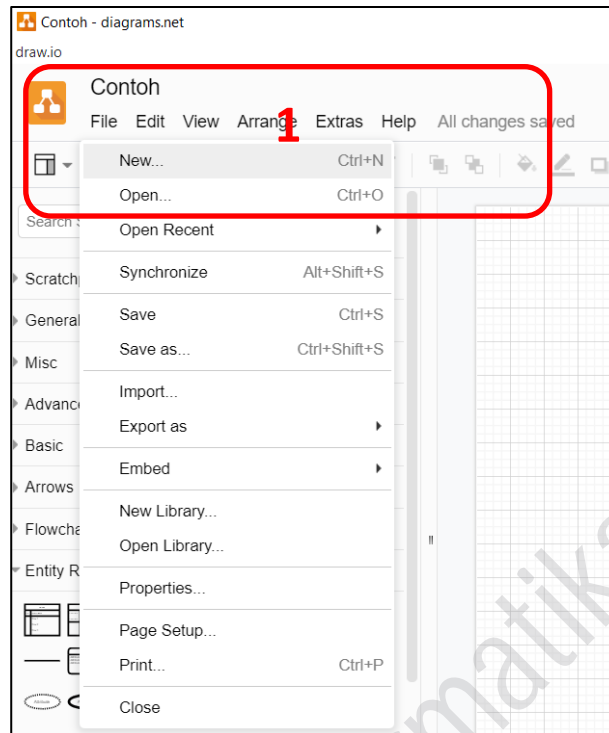 Contoh - diagrams.net
draw.io
Contoh
File Edit View Arrange Extras Help All changes saved
1
New... Ctrl+N
Open... Ctrl+O
Search
Open Recent
Synchronize Alt+Shift+S
Scratch
Save Ctrl+S
General
Save as... Ctrl+Shift+S
Misc
Import...
Advanc
Export as
Basic
Embed
Arrows
New Library...
Flowcha
Open Library...
Entity R
Properties...
Page Setup...
Print... Ctrl+P
Close
matika